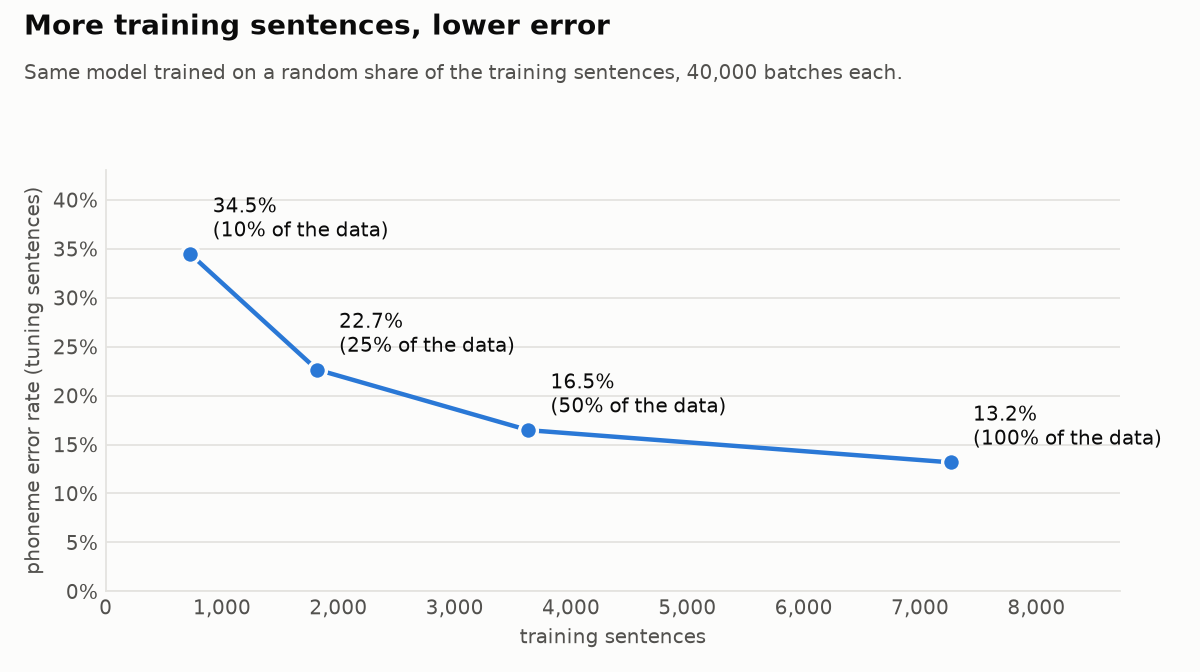 More training sentences, lower error
Same model trained on a random share of the training sentences, 40,000 batches each.
phoneme error rate (tuning sentences)
40%
35%
30%
25%
20%
15%
10%
5%
0%
34.5%
(10% of the data)
22.7%
(25% of the data)
16.5%
(50% of the data)
13.2%
(100% of the data)
0 1,000 2,000 3,000 4,000 5,000 6,000 7,000 8,000
training sentences